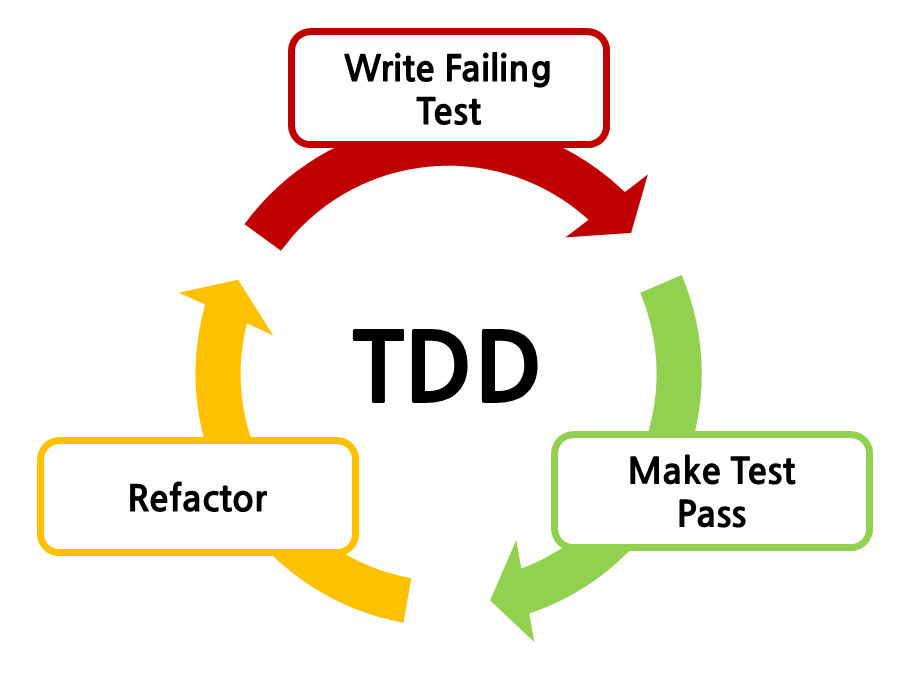 Write Failing
Test
TDD
Refactor
Make Test
Pass